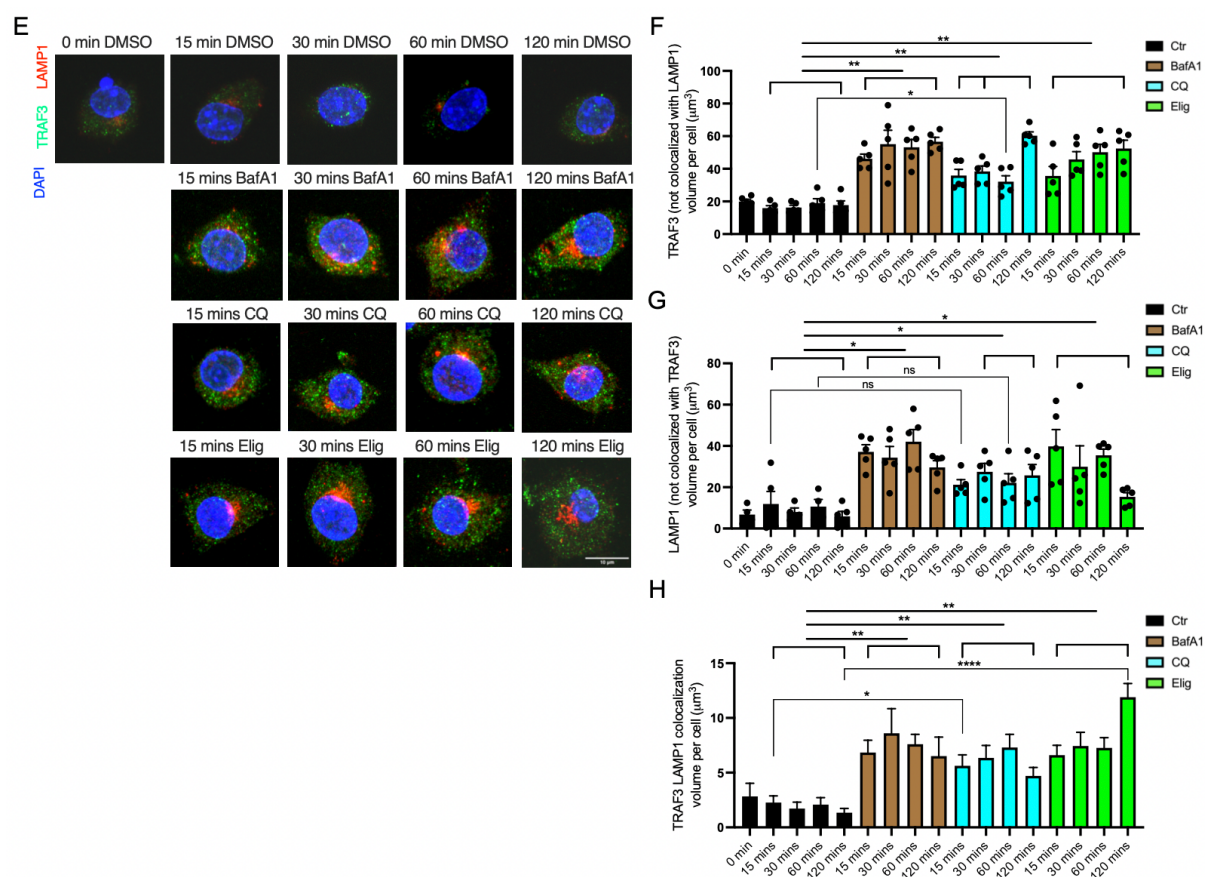 E
DAPI TRAF3 LAMP1
0 min DMSO 15 min DMSO 30 min DMSO 60 min DMSO 120 min DMSO
15 mins BafA1 30 mins BafA1 60 mins BafA1 120 mins BafA1
15 mins CQ 30 mins CQ 60 mins CQ 120 mins CQ
15 mins Elig 30 mins Elig 60 mins Elig 120 mins Elig
10 µm
F
TRAF3 (not colocalized with LAMP1)
volume per cell (µm³)
100
80
60
40
20
0
**
**
**
*
Ctr
BafA1
CQ
Elig
0 min 15 mins 30 mins 60 mins 120 mins 15 mins 30 mins 60 mins 120 mins 15 mins 30 mins 60 mins 120 mins 15 mins 30 mins 60 mins 120 mins
G
LAMP1 (not colocalized with TRAF3)
volume per cell (µm³)
80
60
40
20
0
*
*
*
ns
ns
Ctr
BafA1
CQ
Elig
0 min 15 mins 30 mins 60 mins 120 mins 15 mins 30 mins 60 mins 120 mins 15 mins 30 mins 60 mins 120 mins 15 mins 30 mins 60 mins 120 mins
H
TRAF3 LAMP1 colocalization
volume per cell (µm³)
15
10
5
0
**
**
**
****
*
Ctr
BafA1
CQ
Elig
0 min 15 mins 30 mins 60 mins 120 mins 15 mins 30 mins 60 mins 120 mins 15 mins 30 mins 60 mins 120 mins 15 mins 30 mins 60 mins 120 mins